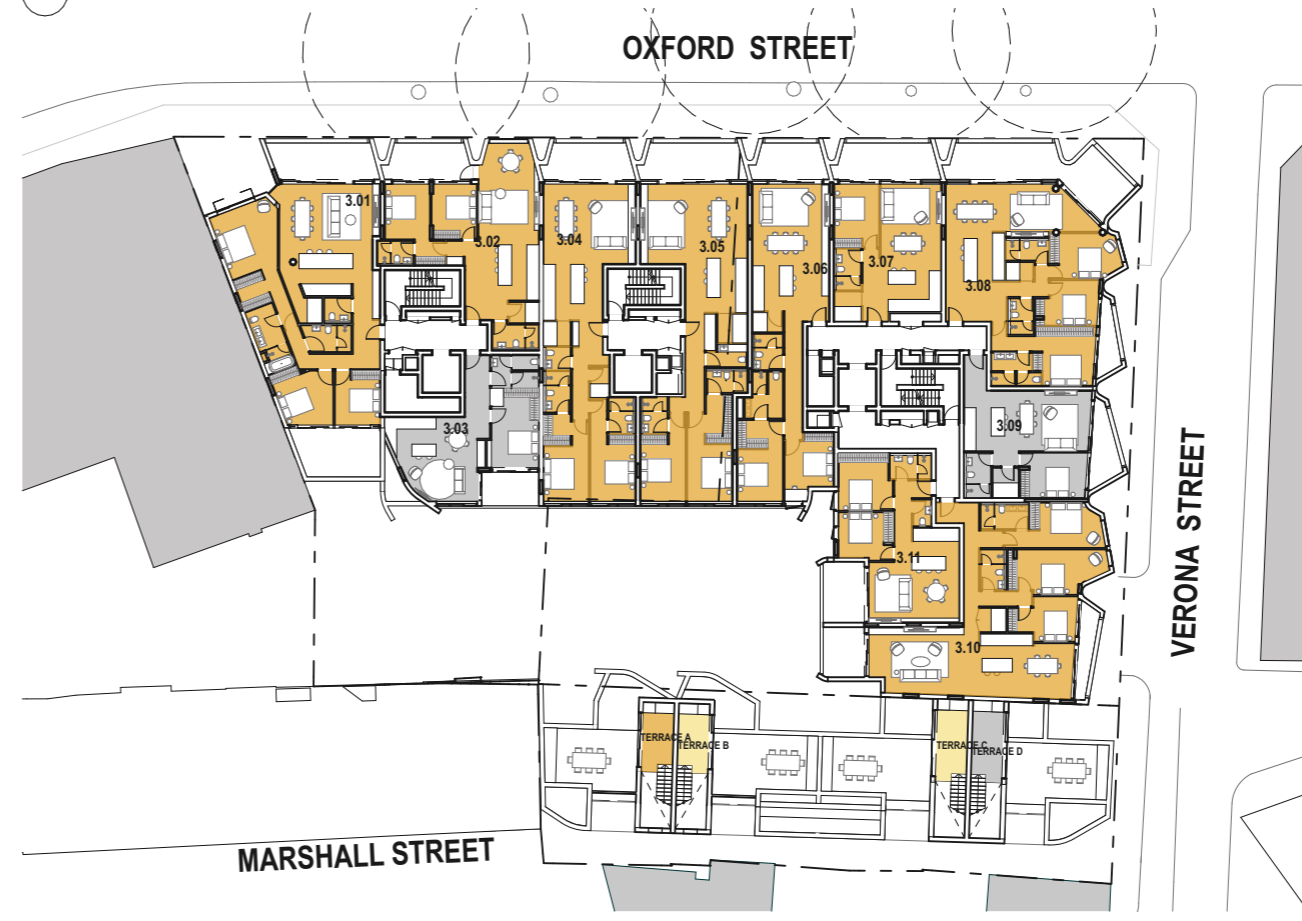 OXFORD STREET
3.01
3.02
3.04
3.05
3.06
3.07
3.08
3.03
3.09
VERONA STREET
3.11
3.10
TERRACE A
TERRACE B
TERRACE C
TERRACE D
MARSHALL STREET